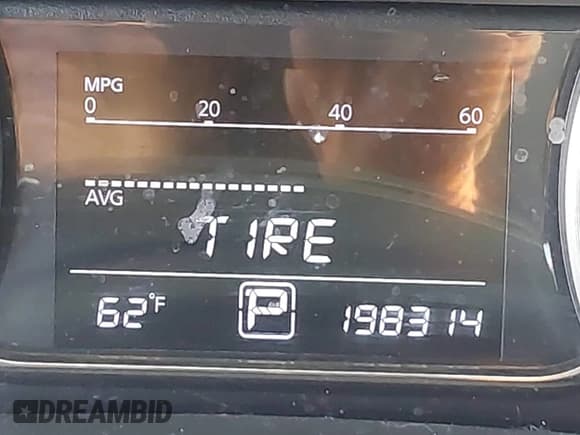 MPG
0 20 40 60
AVG
TIRE
62°F P 198314
DREAMBID